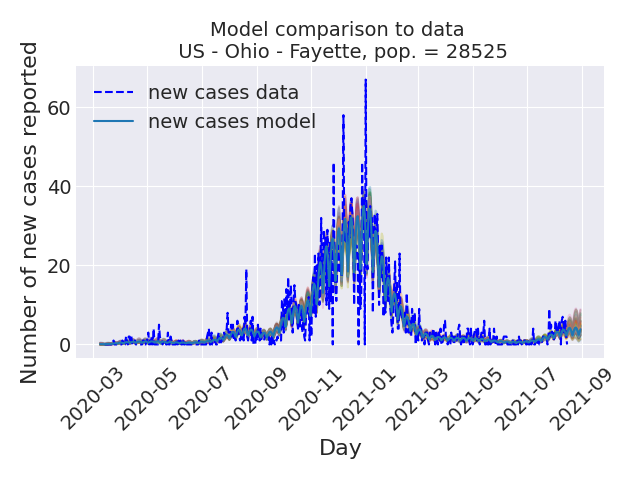 Model comparison to data
US - Ohio - Fayette, pop. = 28525
Number of new cases reported
new cases data
new cases model
60
40
20
0
2020-03
2020-05
2020-07
2020-09
2020-11
2021-01
2021-03
2021-05
2021-07
2021-09
Day